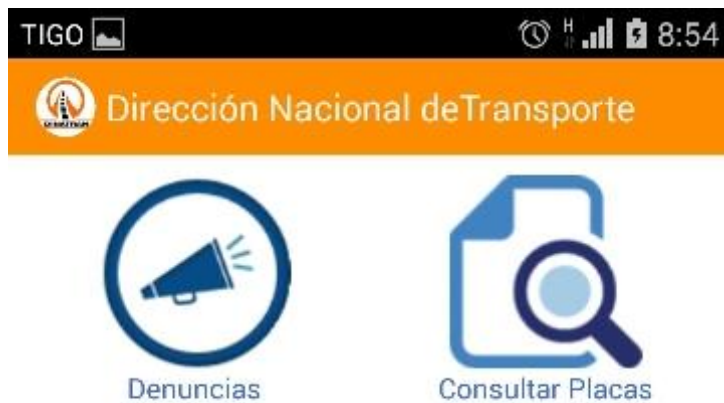 TIGO H 8:54
Dirección Nacional deTransporte
Denuncias Consultar Placas